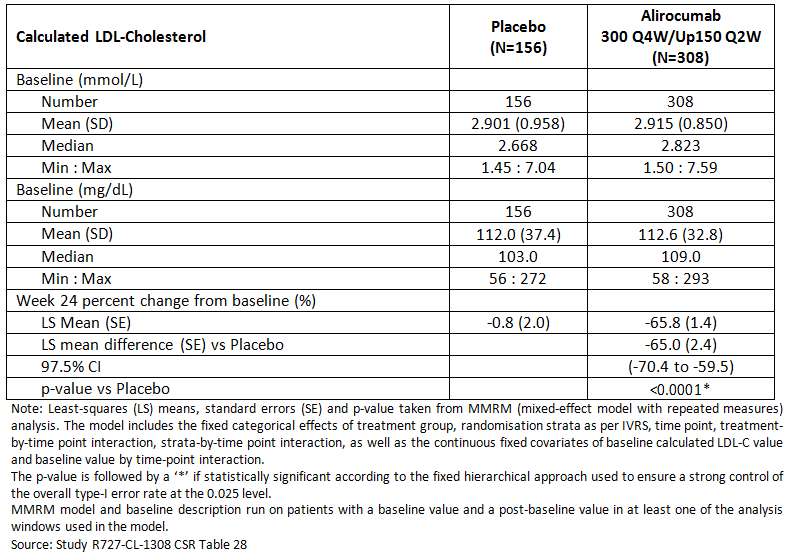 Calculated LDL-Cholesterol Placebo (N=156) Alirocumab 300 Q4W/Up150 Q2W (N=308)
Baseline (mmol/L)
Number 156 308
Mean (SD) 2.901 (0.958) 2.915 (0.850)
Median 2.668 2.823
Min : Max 1.45 : 7.04 1.50 : 7.59
Baseline (mg/dL)
Number 156 308
Mean (SD) 112.0 (37.4) 112.6 (32.8)
Median 103.0 109.0
Min : Max 56 : 272 58 : 293
Week 24 percent change from baseline (%)
LS Mean (SE) -0.8 (2.0) -65.8 (1.4)
LS mean difference (SE) vs Placebo -65.0 (2.4)
97.5% CI (-70.4 to -59.5)
p-value vs Placebo <0.0001*
Note: Least-squares (LS) means, standard errors (SE) and p-value taken from MMRM (mixed-effect model with repeated measures)
analysis. The model includes the fixed categorical effects of treatment group, randomisation strata as per IVRS, time point, treatment-
by-time point interaction, strata-by-time point interaction, as well as the continuous fixed covariates of baseline calculated LDL-C value
and baseline value by time-point interaction.
The p-value is followed by a ‘*’ if statistically significant according to the fixed hierarchical approach used to ensure a strong control of
the overall type-I error rate at the 0.025 level.
MMRM model and baseline description run on patients with a baseline value and a post-baseline value in at least one of the analysis
windows used in the model.
Source: Study R727-CL-1308 CSR Table 28